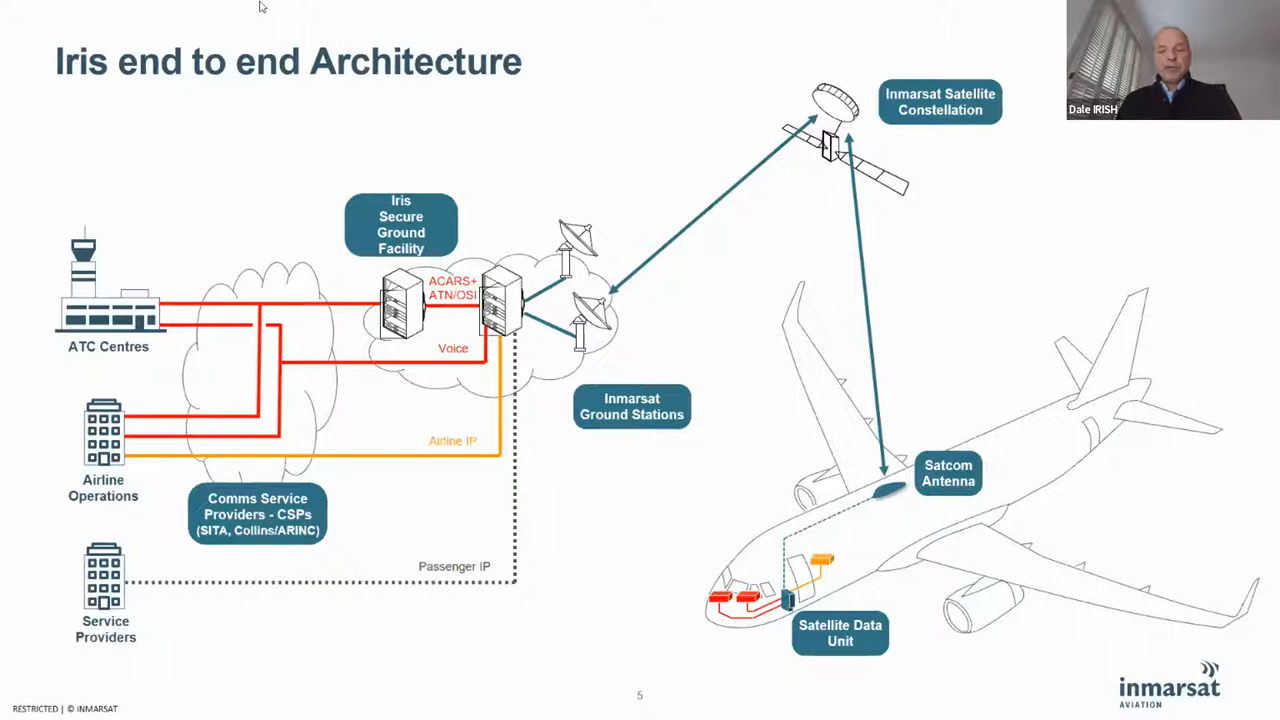 Iris end to end Architecture
Dale IRISH
Inmarsat Satellite
Constellation
Iris
Secure
Ground
Facility
ACARS+
ATN/OSI
ATC Centres
Voice
Inmarsat
Ground Stations
Airline IP
Satcom
Antenna
Airline
Operations
Comms Service
Providers - CSPs
(SITA, Collins/ARINC)
Passenger IP
Service
Providers
Satellite Data
Unit
5
RESTRICTED | © INMARSAT
inmarsat
AVIATION